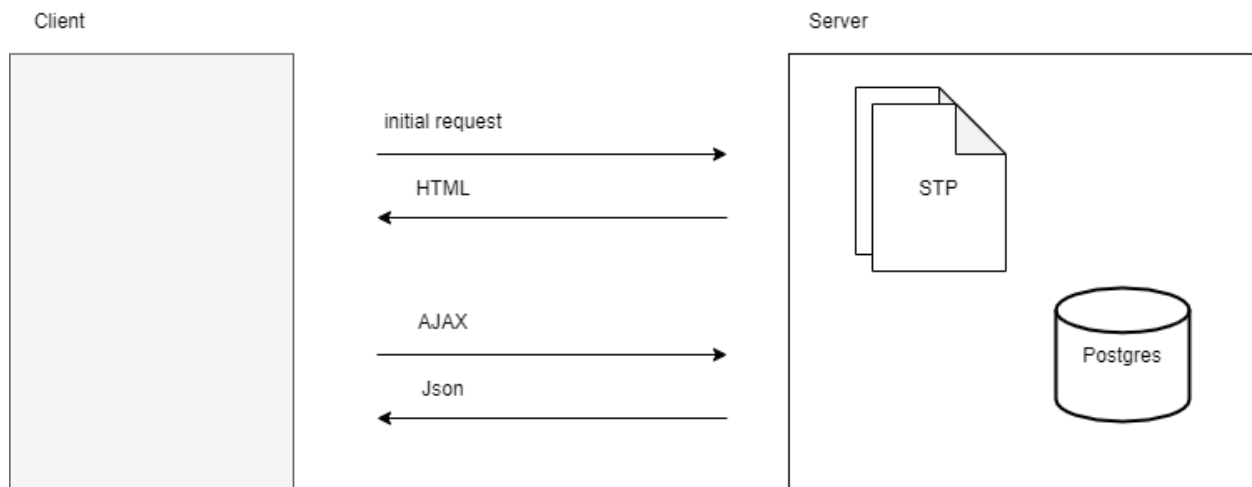 Client
Server
initial request
HTML
STP
AJAX
Postgres
Json